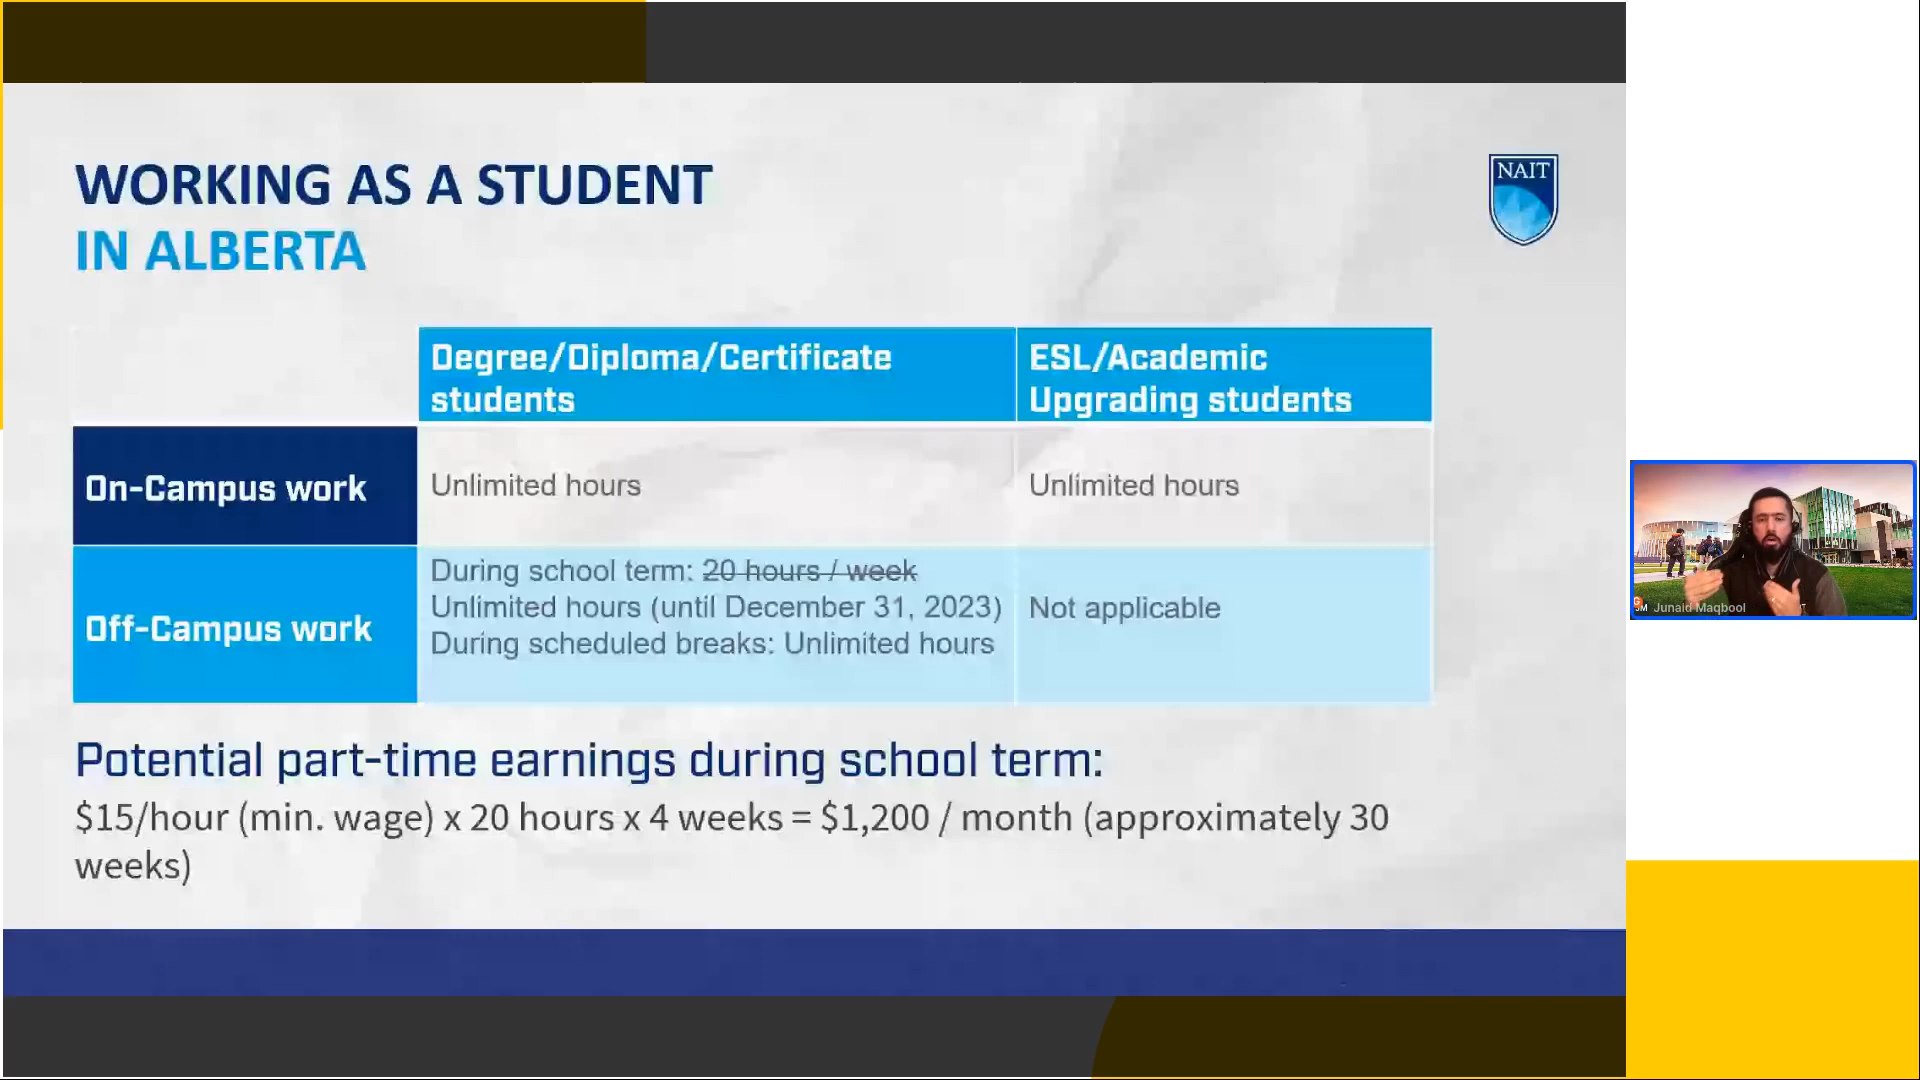 WORKING AS A STUDENT
IN ALBERTA
NAIT
Degree/Diploma/Certificate
students
ESL/Academic
Upgrading students
On-Campus work
Unlimited hours
Unlimited hours
Off-Campus work
During school term: 20 hours / week
Unlimited hours (until December 31, 2023)
During scheduled breaks: Unlimited hours
Not applicable
Potential part-time earnings during school term:
$15/hour (min. wage) x 20 hours x 4 weeks = $1,200 / month (approximately 30
weeks)
Junaid Maqbool